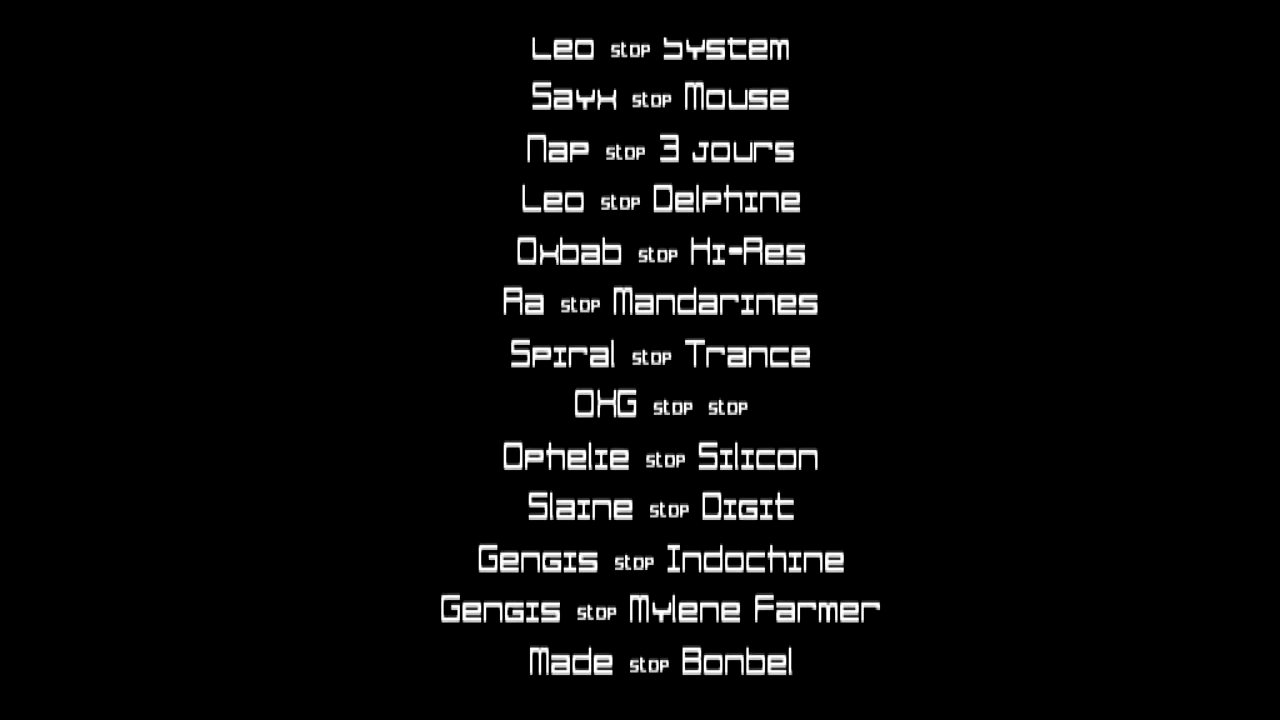 Leo stop System
Sayx stop Mouse
Nap stop 3 jours
Leo stop Delphine
Oxbab stop Hi-Res
Ra stop Mandarines
Spiral stop Trance
OXG stop stop
Ophelie stop Silicon
Slaine stop Digit
Gengis stop Indochine
Gengis stop Mylene Farmer
Made stop Bonbel